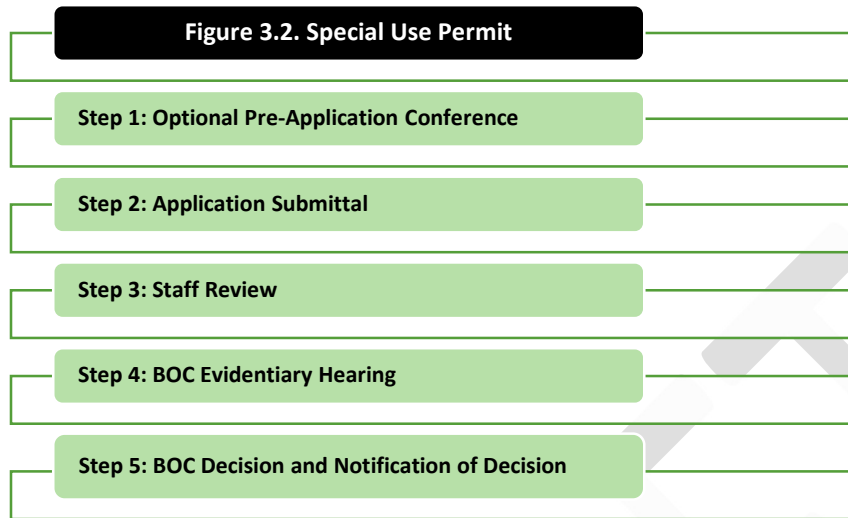 Figure 3.2. Special Use Permit
Step 1: Optional Pre-Application Conference
Step 2: Application Submittal
Step 3: Staff Review
Step 4: BOC Evidentiary Hearing
Step 5: BOC Decision and Notification of Decision